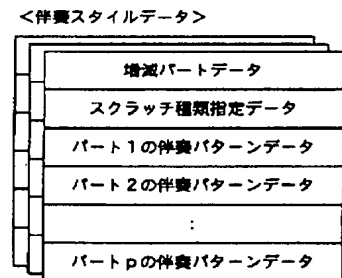 ＜伴奏スタイルデータ＞
増減パートデータ
スクラッチ種類指定データ
パート1の伴奏パターンデータ
パート2の伴奏パターンデータ
：
パートpの伴奏パターンデータ